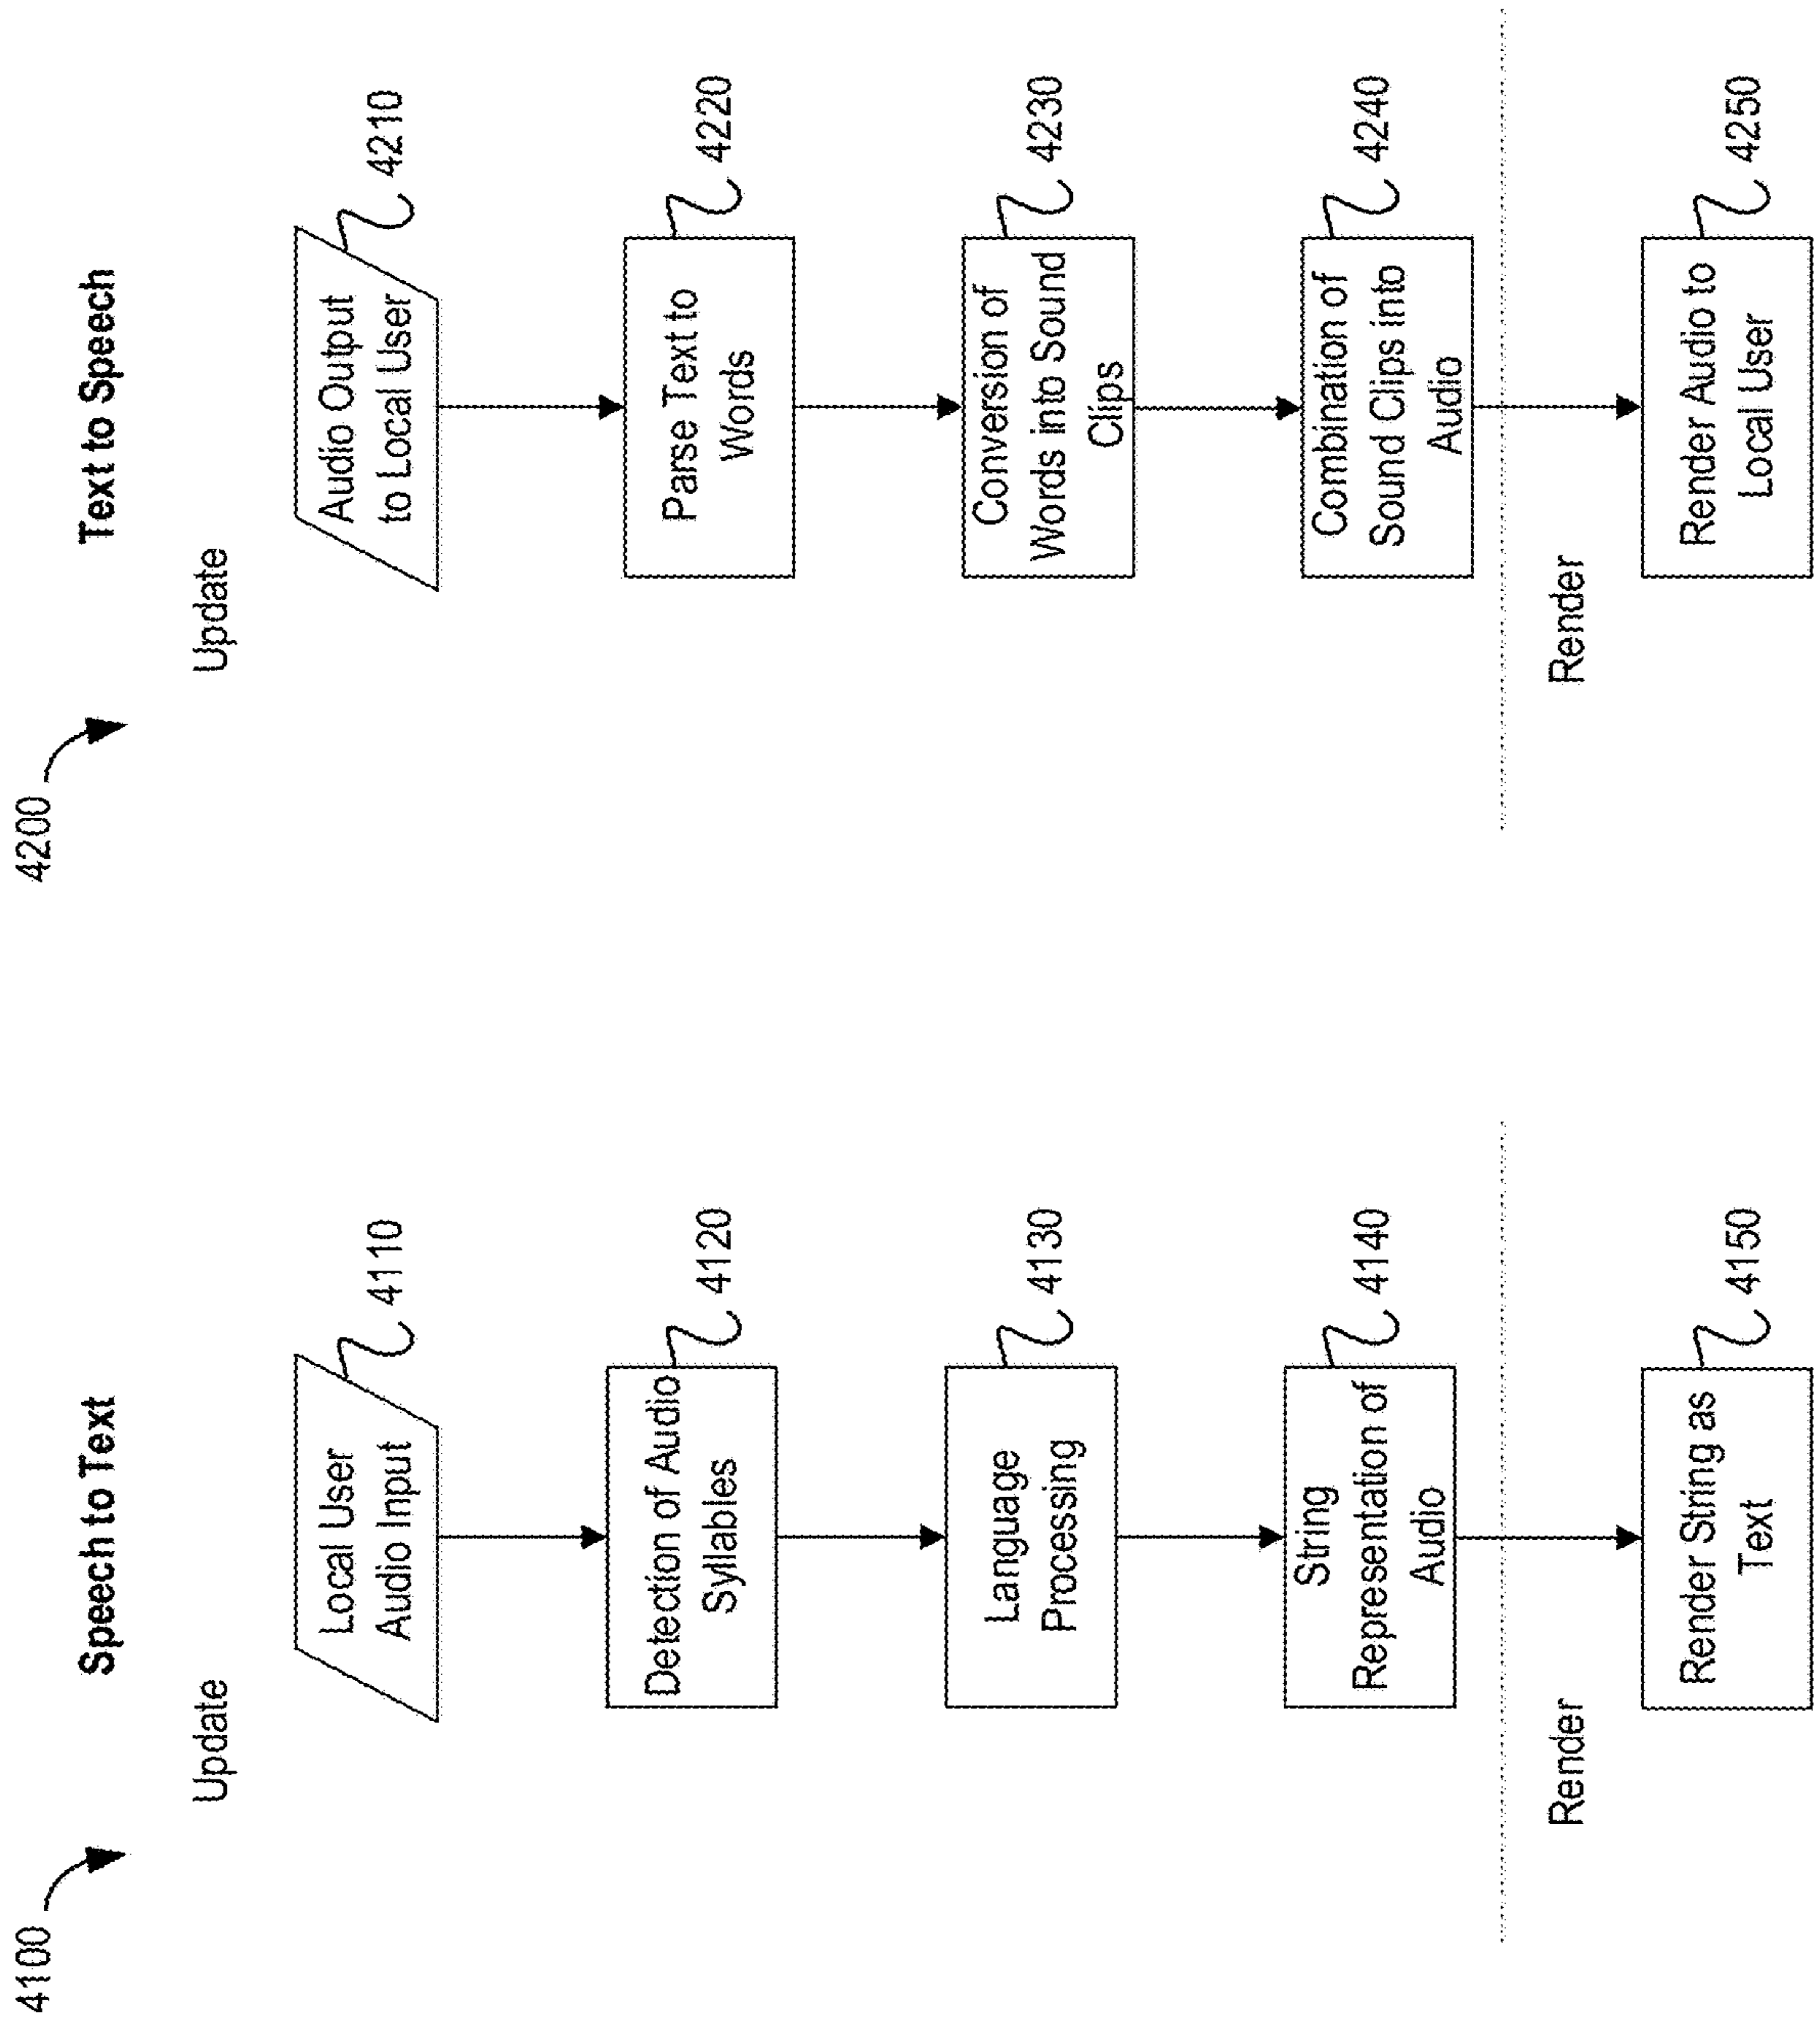 4100
Speech to Text
Update
Local User
Audio Input
4110
Detection of Audio
Syllables
4120
Language
Processing
4130
String
Representation of
Audio
4140
Render
Render String as
Text
4150
4200
Text to Speech
Update
Audio Output
to Local User
4210
Parse Text to
Words
4220
Conversion of
Words into Sound
Clips
4230
Combination of
Sound Clips into
Audio
4240
Render
Render Audio to
Local User
4250